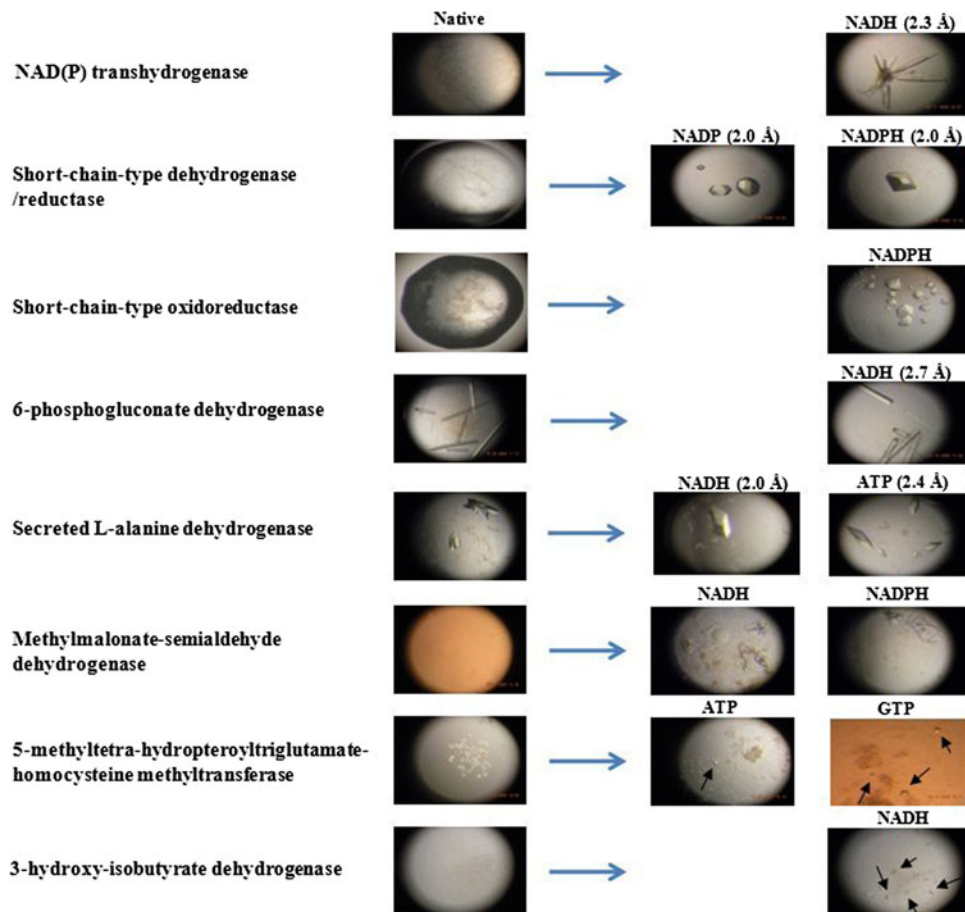 Native
NADH (2.3 Å)
NAD(P) transhydrogenase
NADP (2.0 Å)
NADPH (2.0 Å)
Short-chain-type dehydrogenase
/reductase
NADPH
Short-chain-type oxidoreductase
NADH (2.7 Å)
6-phosphogluconate dehydrogenase
NADH (2.0 Å)
ATP (2.4 Å)
Secreted L-alanine dehydrogenase
NADH
NADPH
Methylmalonate-semialdehyde
dehydrogenase
ATP
GTP
5-methyltetra-hydropteroyltriglutamate-
homocysteine methyltransferase
NADH
3-hydroxy-isobutyrate dehydrogenase